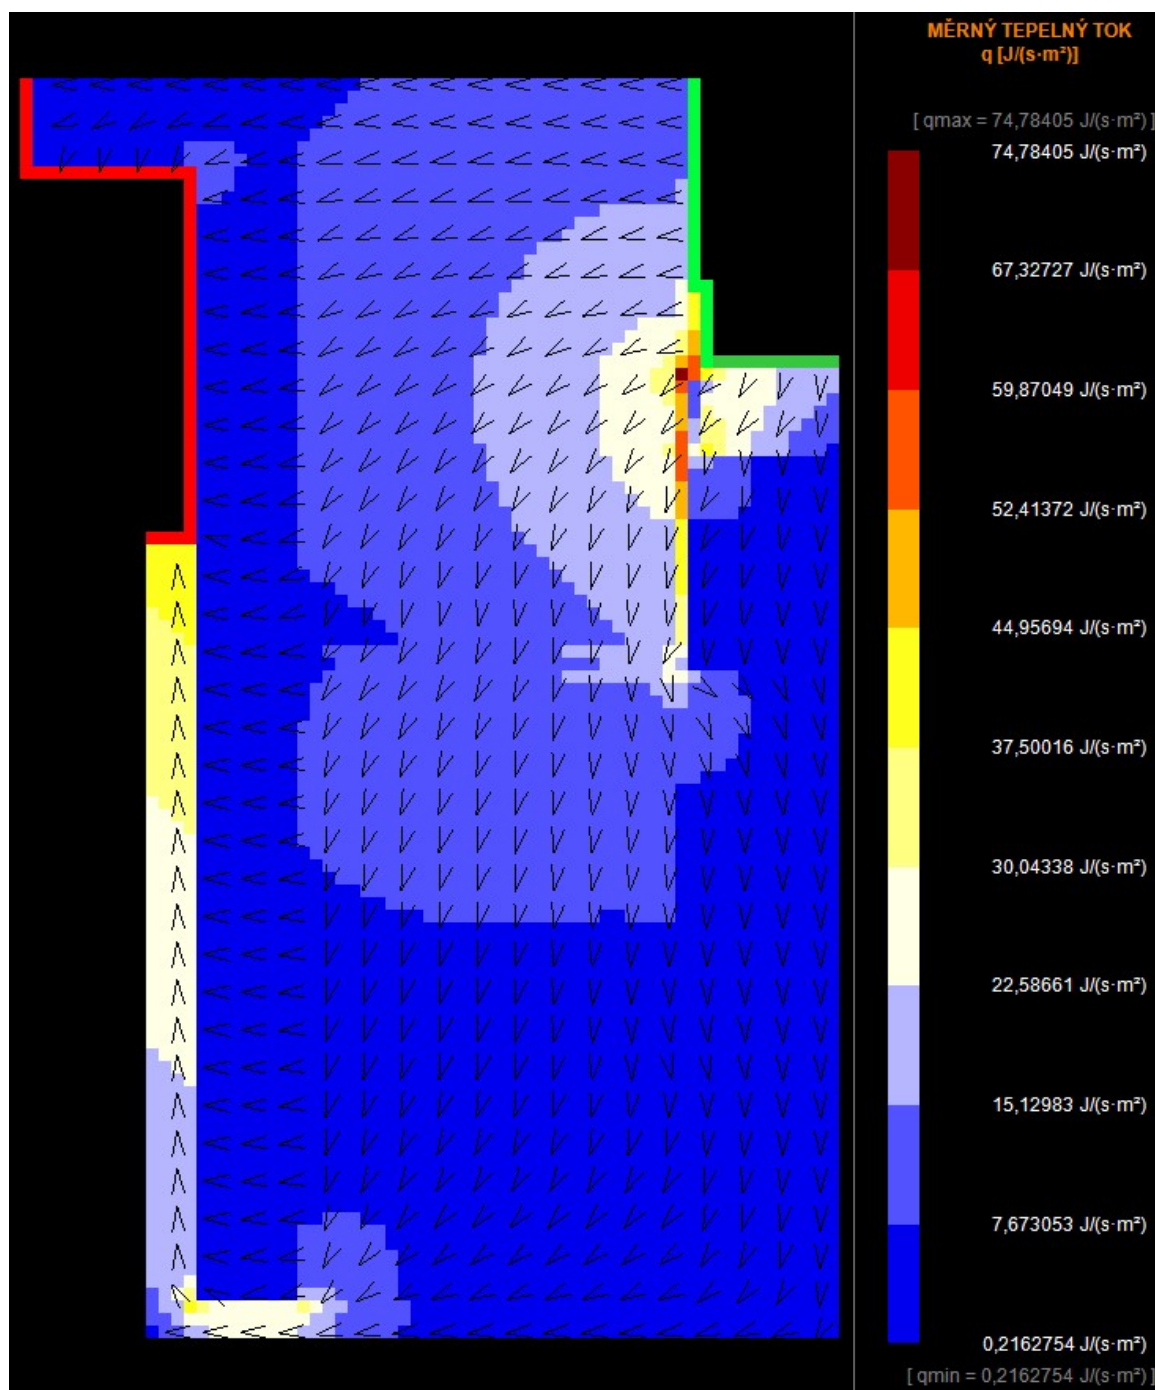 MĚRNÝ TEPELNÝ TOK
q [J/(s·m²)]
[ qmax = 74,78405 J/(s·m²) ]
74,78405 J/(s·m²)
67,32727 J/(s·m²)
59,87049 J/(s·m²)
52,41372 J/(s·m²)
44,95694 J/(s·m²)
37,50016 J/(s·m²)
30,04338 J/(s·m²)
22,58661 J/(s·m²)
15,12983 J/(s·m²)
7,673053 J/(s·m²)
0,2162754 J/(s·m²)
[ qmin = 0,2162754 J/(s·m²) ]